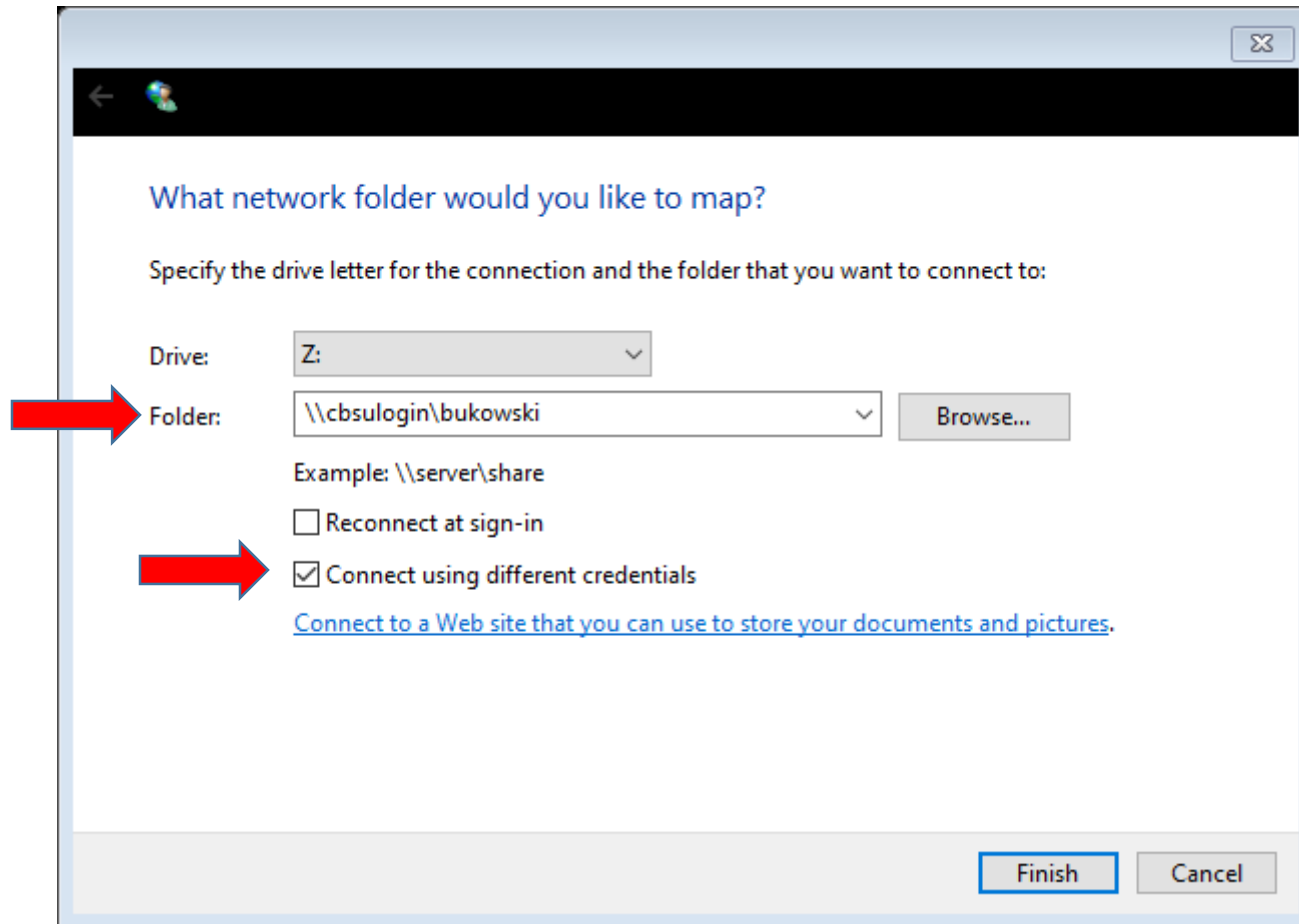 What network folder would you like to map?
Specify the drive letter for the connection and the folder that you want to connect to:
Drive: Z:
Folder: \\cbsulogin\bukowski Browse...
Example: \\server\share
Reconnect at sign-in
Connect using different credentials
Connect to a Web site that you can use to store your documents and pictures.
Finish Cancel